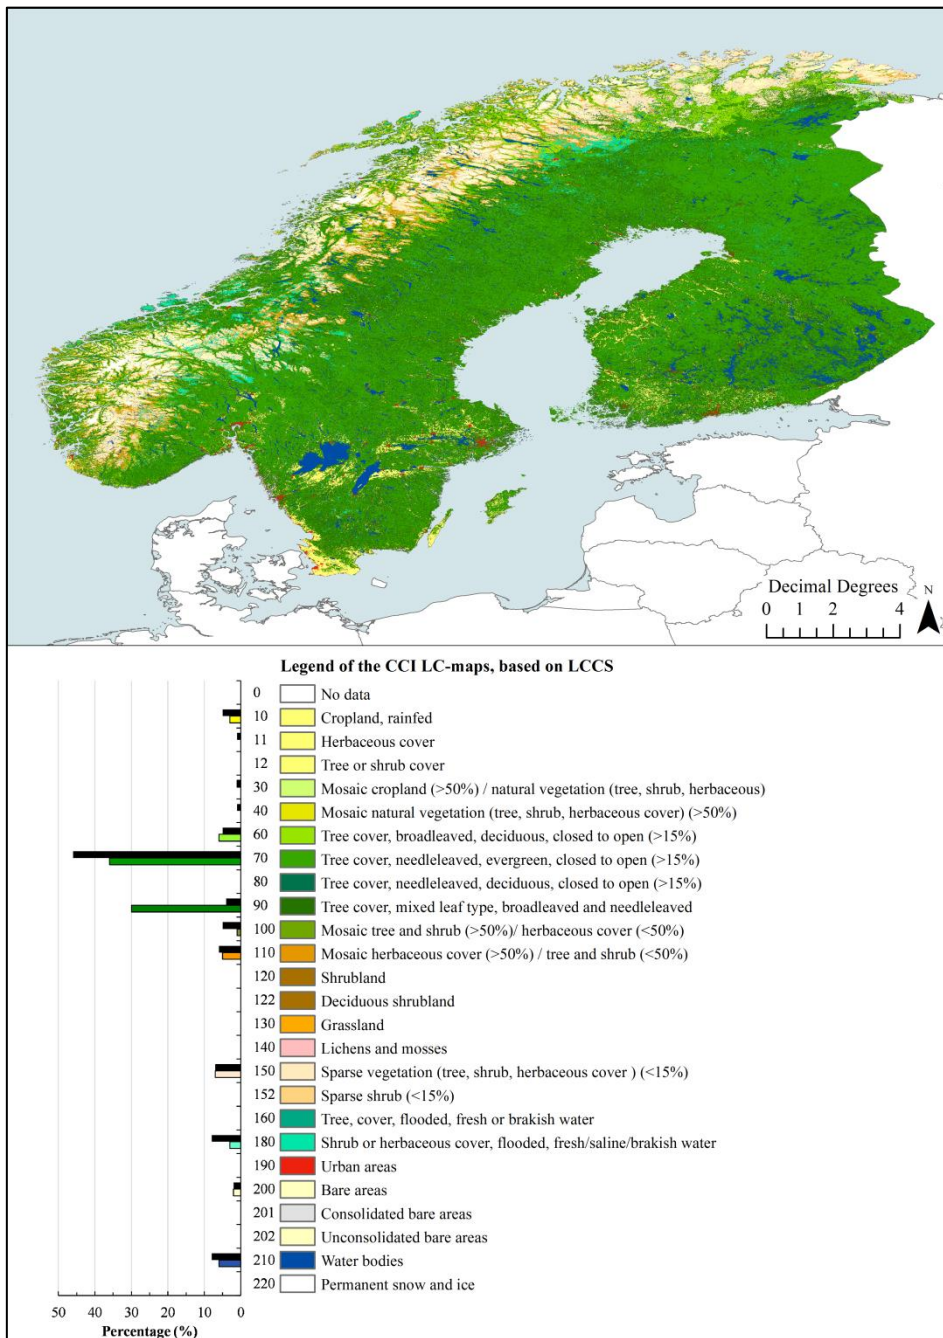 Decimal Degrees
N
0 1 2 4
Legend of the CCI LC-maps, based on LCCS
0 No data
10 Cropland, rainfed
11 Herbaceous cover
12 Tree or shrub cover
30 Mosaic cropland (>50%) / natural vegetation (tree, shrub, herbaceous)
40 Mosaic natural vegetation (tree, shrub, herbaceous cover) (>50%)
60 Tree cover, broadleaved, deciduous, closed to open (>15%)
70 Tree cover, needleleaved, evergreen, closed to open (>15%)
80 Tree cover, needleleaved, deciduous, closed to open (>15%)
90 Tree cover, mixed leaf type, broadleaved and needleleaved
100 Mosaic tree and shrub (>50%)/ herbaceous cover (<50%)
110 Mosaic herbaceous cover (>50%) / tree and shrub (<50%)
120 Shrubland
122 Deciduous shrubland
130 Grassland
140 Lichens and mosses
150 Sparse vegetation (tree, shrub, herbaceous cover ) (<15%)
152 Sparse shrub (<15%)
160 Tree, cover, flooded, fresh or brakish water
180 Shrub or herbaceous cover, flooded, fresh/saline/brakish water
190 Urban areas
200 Bare areas
201 Consolidated bare areas
202 Unconsolidated bare areas
210 Water bodies
220 Permanent snow and ice
50 40 30 20 10 0
Percentage (%)